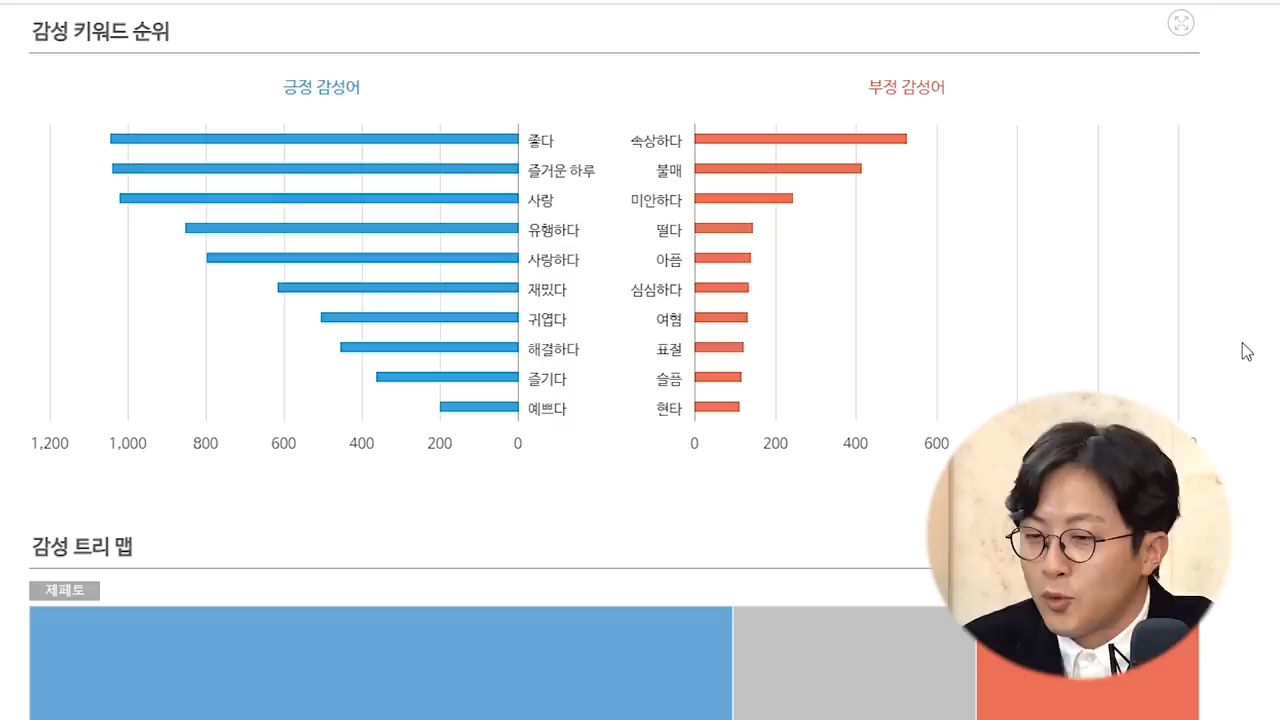 감성 키워드 순위
긍정 감성어
부정 감성어
좋다
즐거운 하루
사랑
유행하다
사랑하다
재밌다
귀엽다
해결하다
즐기다
예쁘다
1,200 1,000 800 600 400 200 0
속상하다
불매
미안하다
떨다
아픔
심심하다
여혐
표절
슬픔
현타
0 200 400 600
감성 트리 맵
제페토